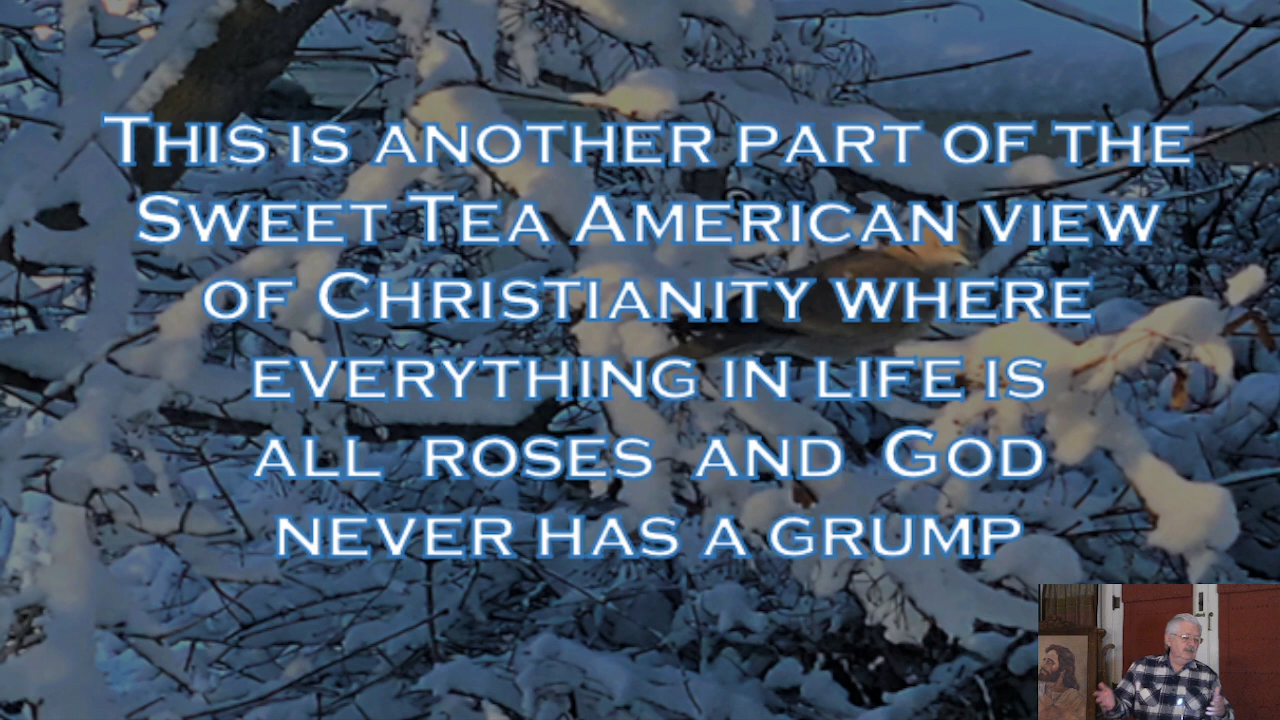 This is another part of the
Sweet Tea American view
of Christianity where
everything in life is
all roses and God
never has a grump